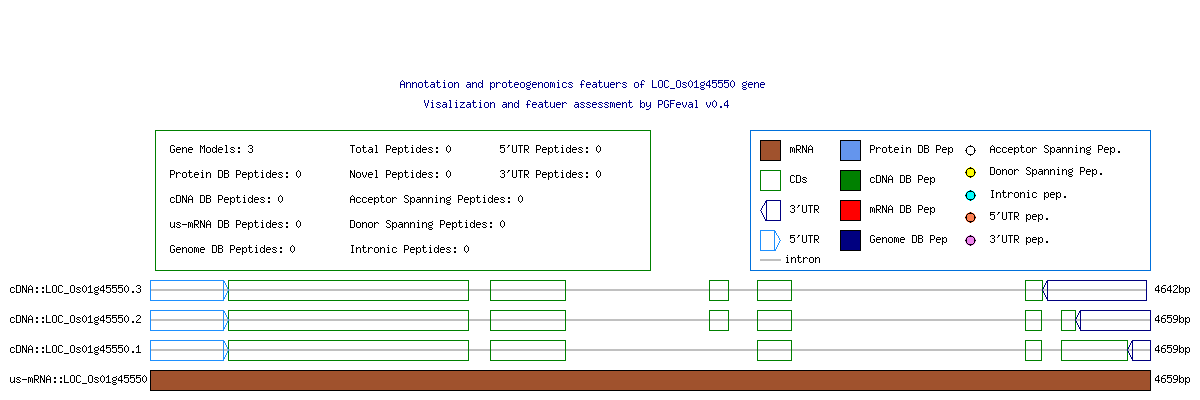 Annotation and proteogenomics featuers of LOC_Os01g45550 gene
Visalization and featuer assessment by PGFeval v0.4
Gene Models: 3 Total Peptides: 0 5'UTR Peptides: 0
Protein DB Peptides: 0 Novel Peptides: 0 3'UTR Peptides: 0
cDNA DB Peptides: 0 Acceptor Spanning Peptides: 0
us-mRNA DB Peptides: 0 Donor Spanning Peptides: 0
Genome DB Peptides: 0 Intronic Peptides: 0
mRNA Protein DB Pep Acceptor Spanning Pep.
CDs cDNA DB Pep Donor Spanning Pep.
3'UTR mRNA DB Pep Intronic pep.
5'UTR Genome DB Pep 5'UTR pep.
intron 3'UTR pep.
cDNA::LOC_Os01g45550.3 4642bp
cDNA::LOC_Os01g45550.2 4659bp
cDNA::LOC_Os01g45550.1 4659bp
us-mRNA::LOC_Os01g45550 4659bp